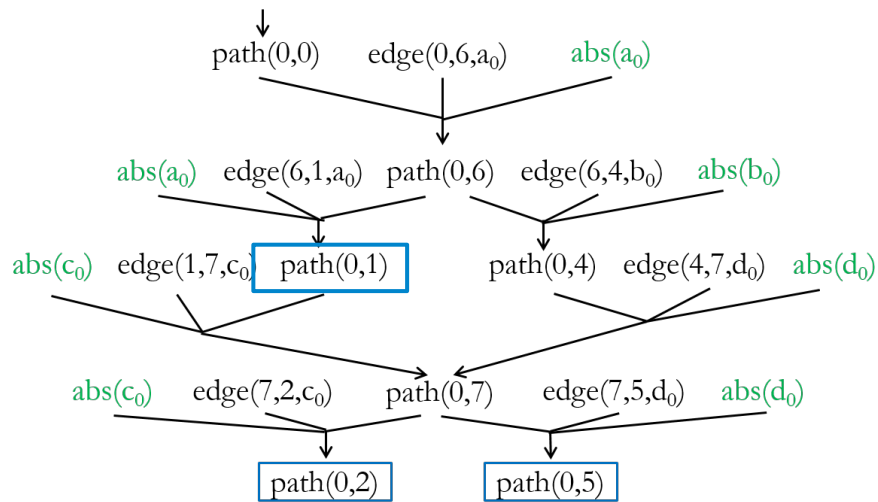 path(0,0) edge(0,6,a₀) abs(a₀)
abs(a₀) edge(6,1,a₀) path(0,6) edge(6,4,b₀) abs(b₀)
abs(c₀) edge(1,7,c₀) path(0,1) path(0,4) edge(4,7,d₀) abs(d₀)
abs(c₀) edge(7,2,c₀) path(0,7) edge(7,5,d₀) abs(d₀)
path(0,2) path(0,5)